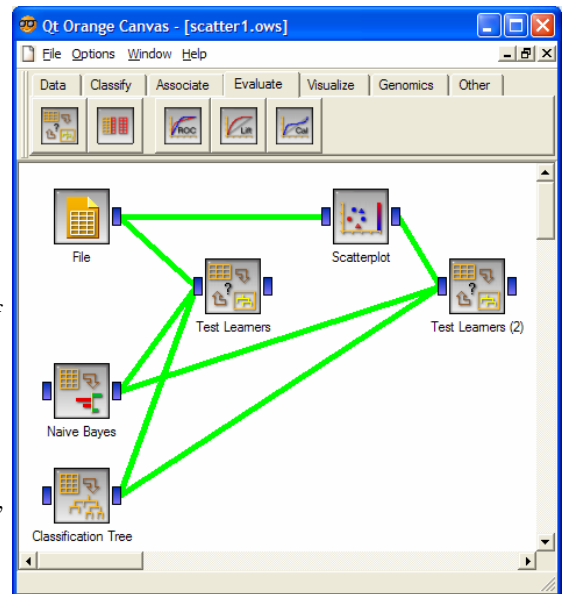 Qt Orange Canvas - [scatter1.ows]
File Options Window Help
Data Classify Associate Evaluate Visualize Genomics Other
? ROC Lift Cal
File
Scatterplot
?
Test Learners
?
Test Learners (2)
Naive Bayes
Classification Tree